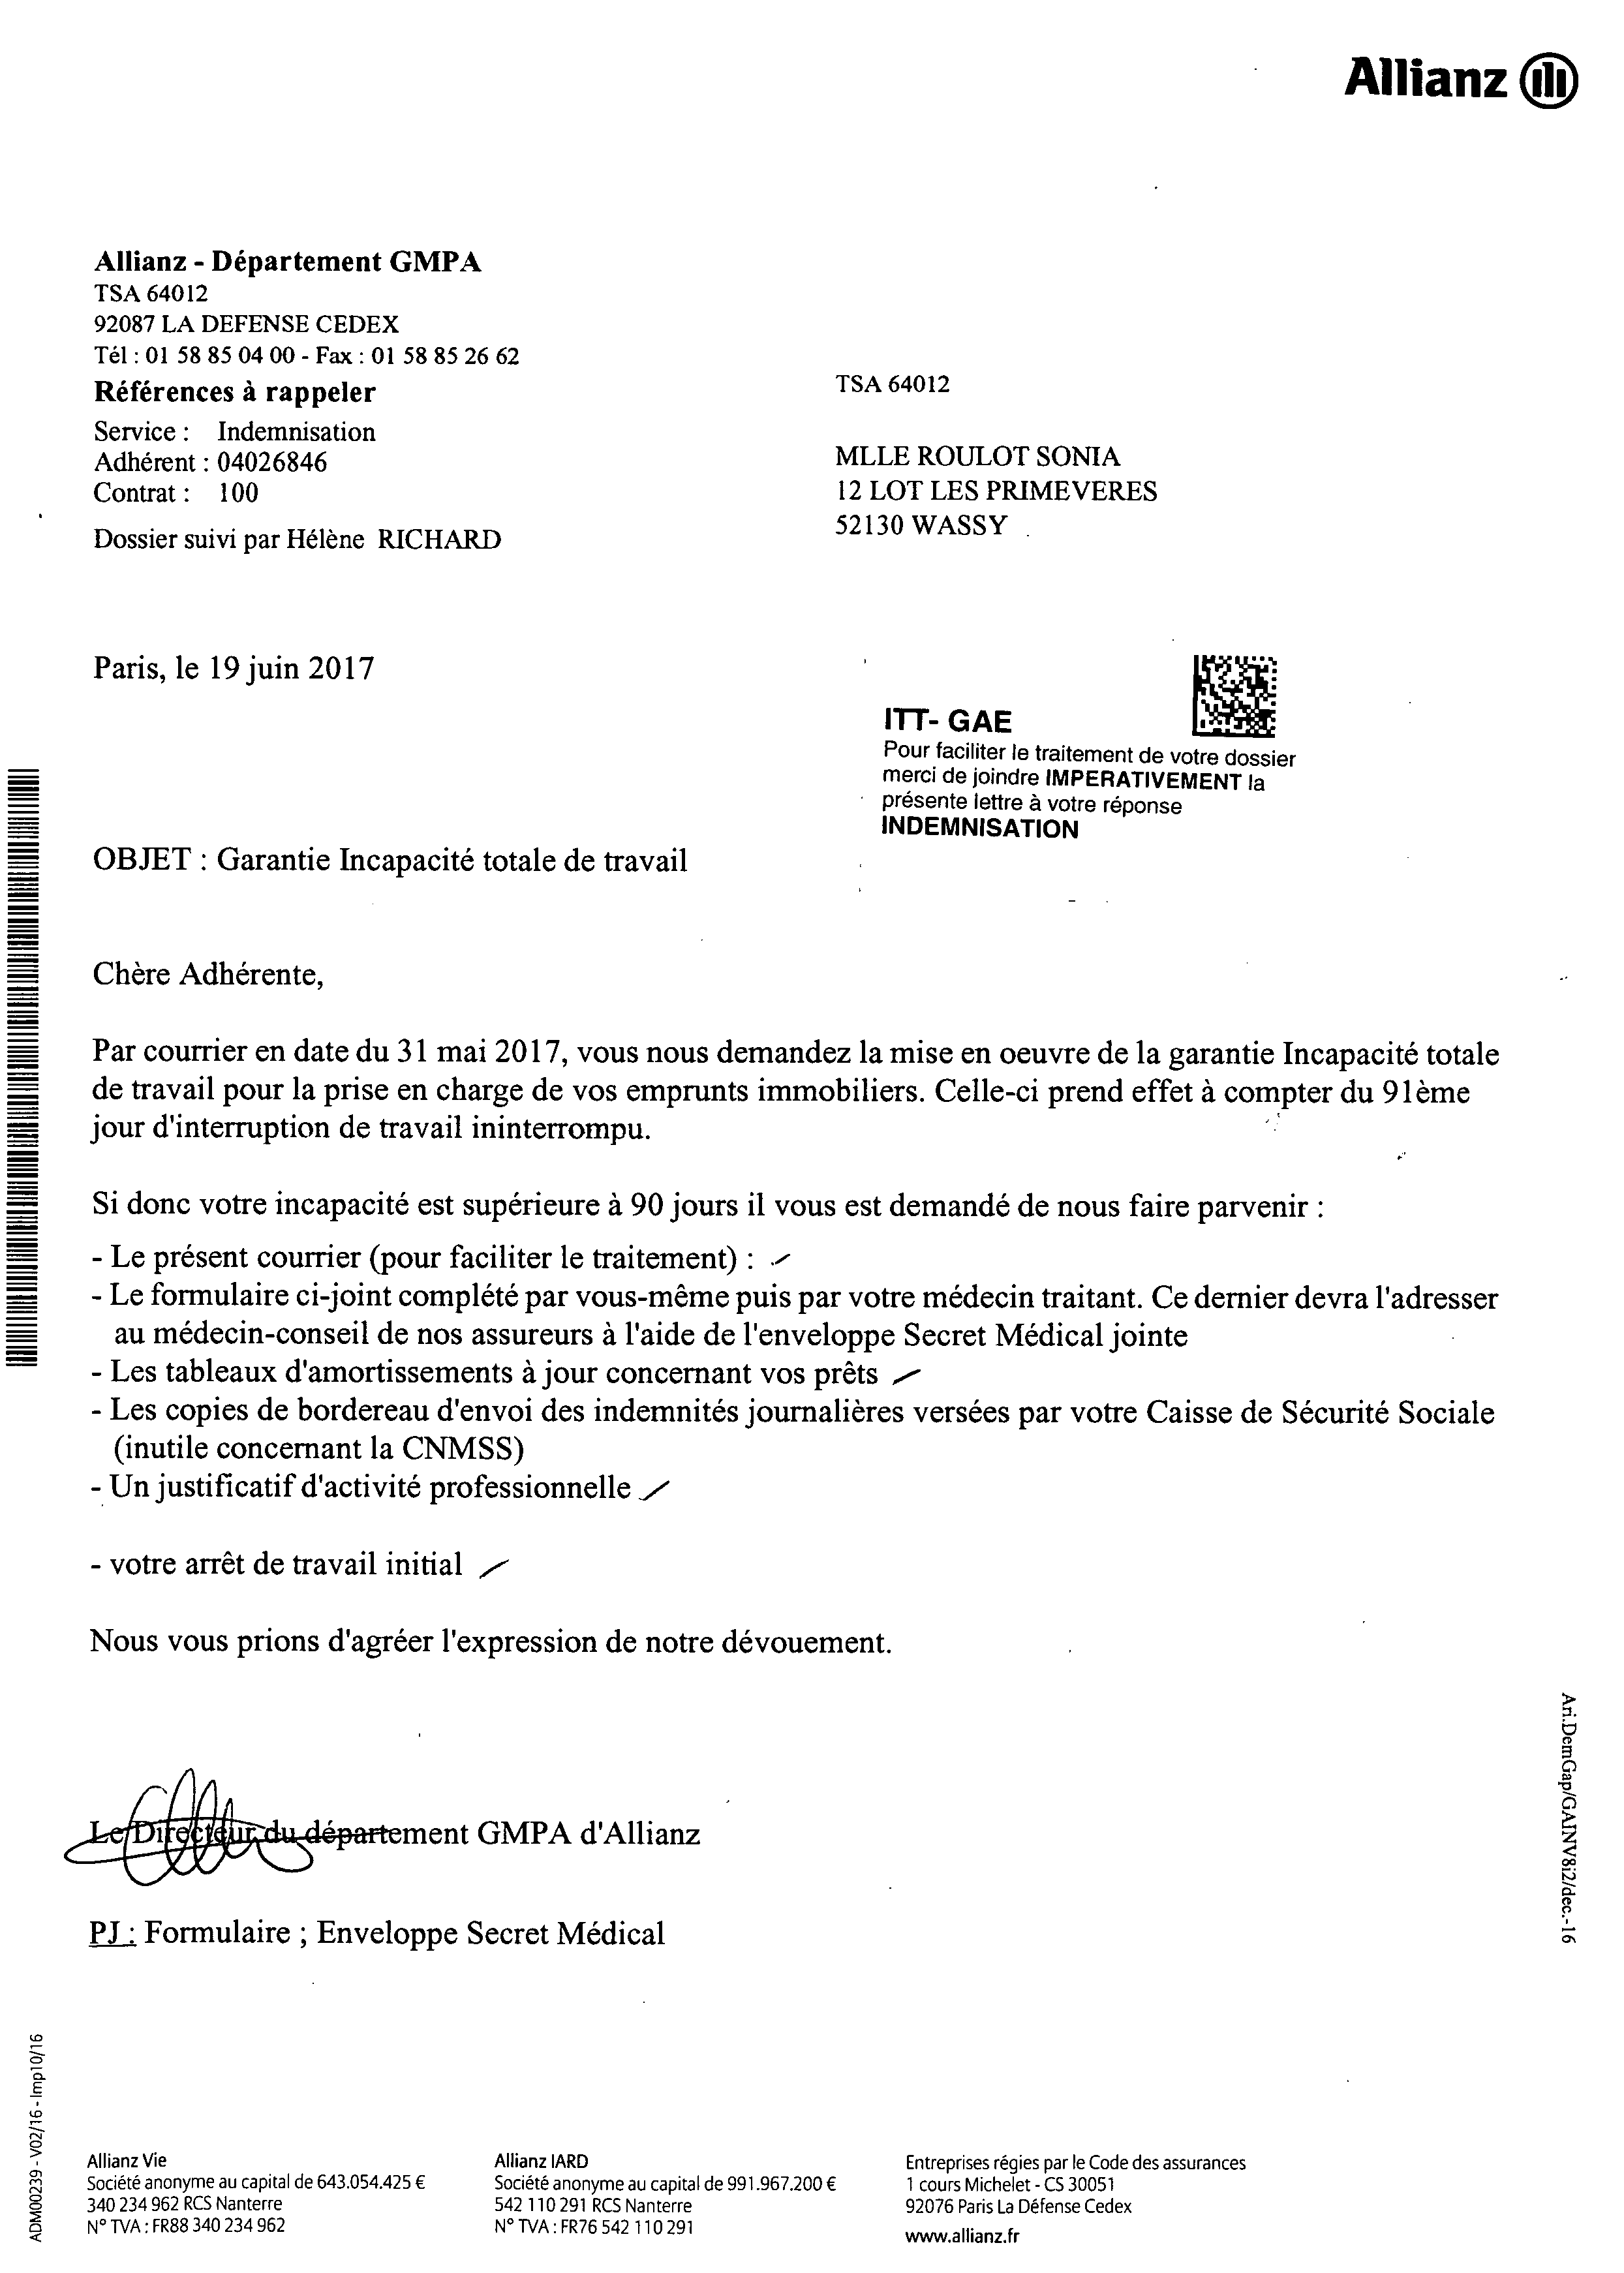 Allianz
Allianz - Département GMPA
TSA 64012
92087 LA DEFENSE CEDEX
Tél : 01 58 85 04 00 - Fax : 01 58 85 26 62
Références à rappeler
Service : Indemnisation
Adhérent : 04026846
Contrat : 100
Dossier suivi par Hélène RICHARD
TSA 64012
MLLE ROULOT SONIA
12 LOT LES PRIMEVERES
52130 WASSY
Paris, le 19 juin 2017
ITT- GAE
Pour faciliter le traitement de votre dossier
merci de joindre IMPERATIVEMENT la
présente lettre à votre réponse
INDEMNISATION
OBJET : Garantie Incapacité totale de travail
Chère Adhérente,
Par courrier en date du 31 mai 2017, vous nous demandez la mise en oeuvre de la garantie Incapacité totale
de travail pour la prise en charge de vos emprunts immobiliers. Celle-ci prend effet à compter du 91ème
jour d'interruption de travail ininterrompu.
Si donc votre incapacité est supérieure à 90 jours il vous est demandé de nous faire parvenir :
- Le présent courrier (pour faciliter le traitement) :
- Le formulaire ci-joint complété par vous-même puis par votre médecin traitant. Ce dernier devra l'adresser
au médecin-conseil de nos assureurs à l'aide de l'enveloppe Secret Médical jointe
- Les tableaux d'amortissements à jour concernant vos prêts
- Les copies de bordereau d'envoi des indemnités journalières versées par votre Caisse de Sécurité Sociale
(inutile concernant la CNMSS)
- Un justificatif d'activité professionnelle
- votre arrêt de travail initial
Nous vous prions d'agréer l'expression de notre dévouement.
Le Directeur du département GMPA d'Allianz
PJ : Formulaire ; Enveloppe Secret Médical
Ari.DemGap/GAINV8i2/dec.-16
ADM00239 - V02/16 - Imp10/16
Allianz Vie
Société anonyme au capital de 643.054.425 €
340 234 962 RCS Nanterre
N° TVA : FR88 340 234 962
Allianz IARD
Société anonyme au capital de 991.967.200 €
542 110 291 RCS Nanterre
N° TVA : FR76 542 110 291
Entreprises régies par le Code des assurances
1 cours Michelet - CS 30051
92076 Paris La Défense Cedex
www.allianz.fr